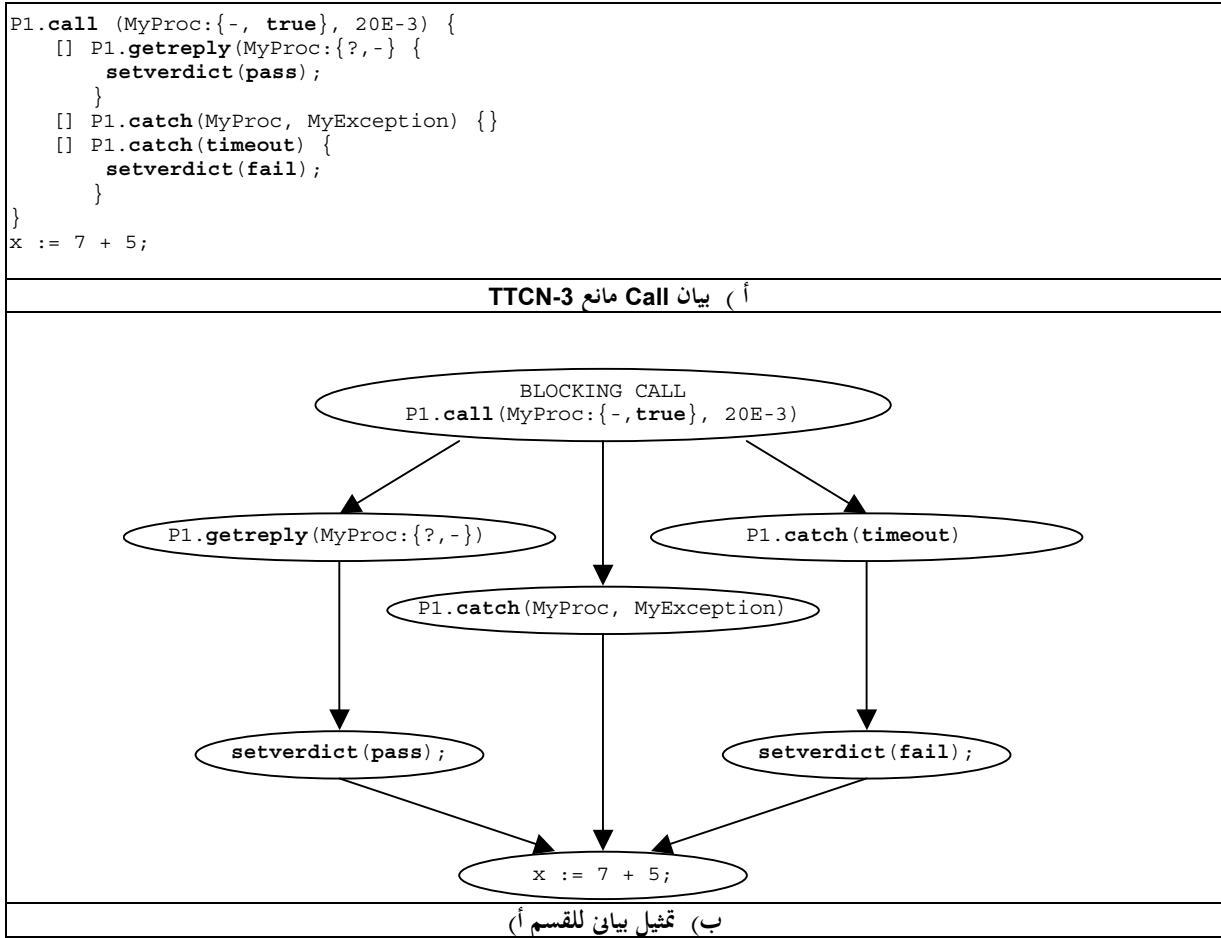 P1.call (MyProc:{-, true}, 20E-3) {
[] P1.getreply(MyProc:{?,-} {
setverdict(pass);
}
[] P1.catch(MyProc, MyException) {}
[] P1.catch(timeout) {
setverdict(fail);
}
}
x := 7 + 5;
أ ) بيان Call مانع TTCN-3
BLOCKING CALL
P1.call(MyProc:{-,true}, 20E-3)
P1.getreply(MyProc:{?,-})
P1.catch(timeout)
P1.catch(MyProc, MyException)
setverdict(pass);
setverdict(fail);
x := 7 + 5;
ب) تمثيل بياني للقسم أ)